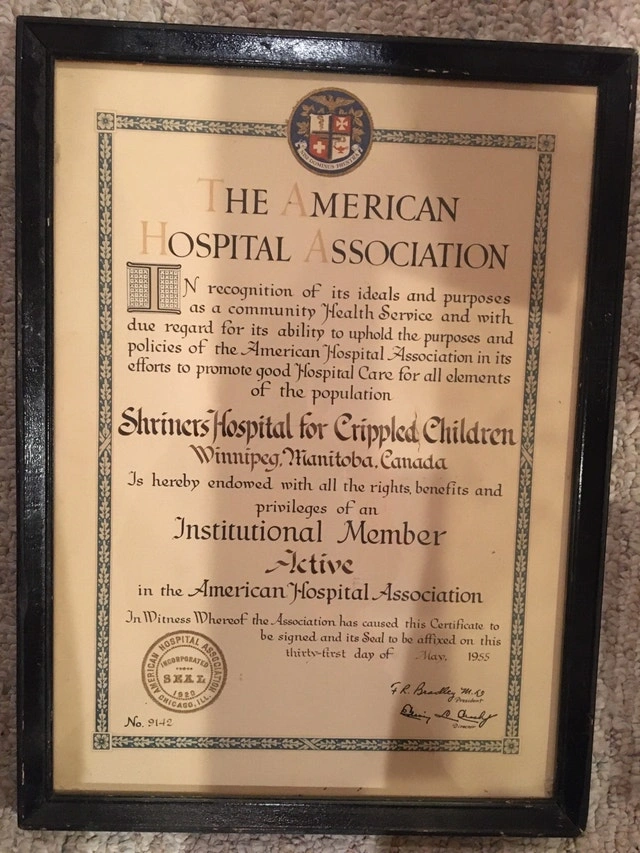 THE AMERICAN
HOSPITAL ASSOCIATION
IN recognition of its ideals and purposes
as a community Health Service and with
due regard for its ability to uphold the purposes and
policies of the American Hospital Association in its
efforts to promote good Hospital Care for all elements
of the population
Shriners Hospital for Crippled Children
Winnipeg, Manitoba, Canada
Is hereby endowed with all the rights, benefits and
privileges of an
Institutional Member
Active
in the American Hospital Association
In Witness Whereof the Association has caused this Certificate to
be signed and its Seal to be affixed on this
thirty-first day of May, 1955
AMERICAN HOSPITAL ASSOCIATION
INCORPORATED
SEAL
CHICAGO, ILL.
F R. Bradley M.D
President
Director
No. 9142